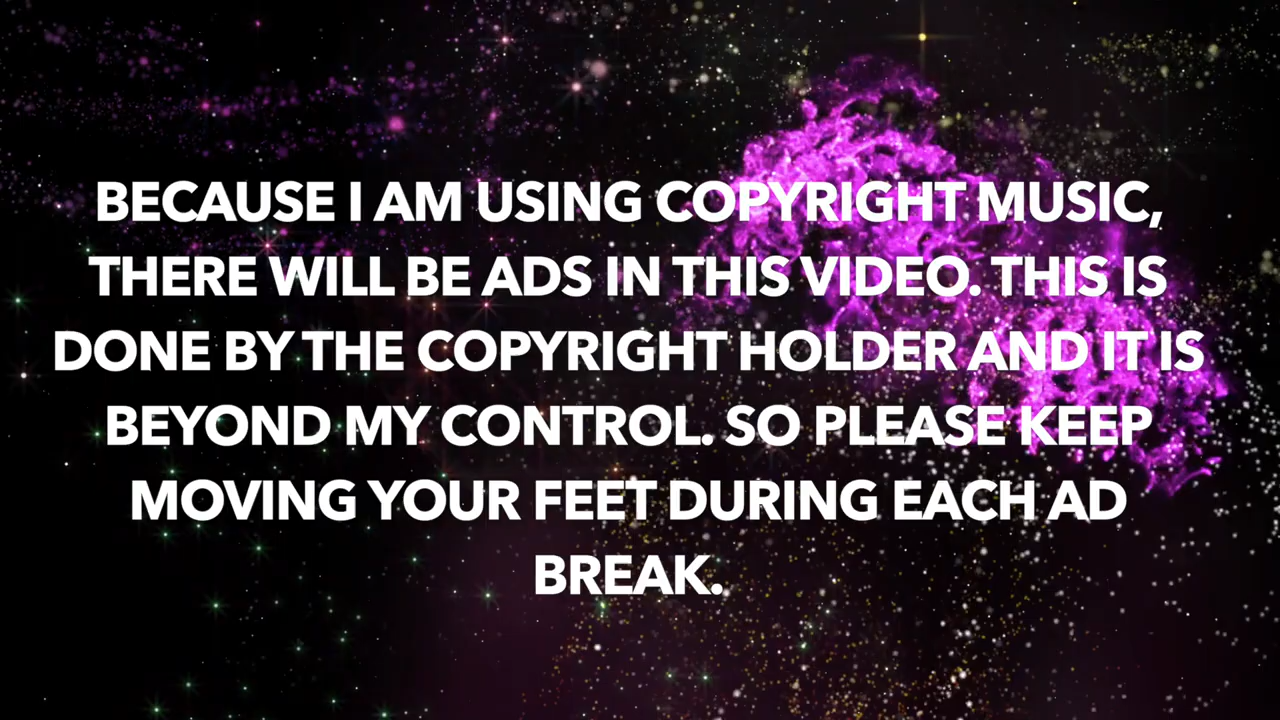 BECAUSE I AM USING COPYRIGHT MUSIC,
THERE WILL BE ADS IN THIS VIDEO. THIS IS
DONE BY THE COPYRIGHT HOLDER AND IT IS
BEYOND MY CONTROL. SO PLEASE KEEP
MOVING YOUR FEET DURING EACH AD
BREAK.